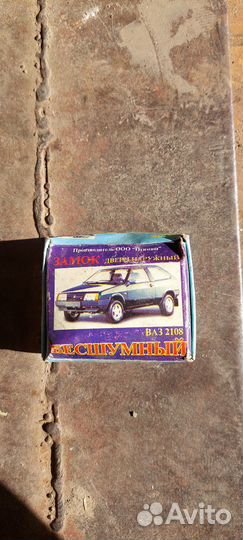 Производитель ООО
ЗАМОК ДВЕРИ НАРУЖНЫЙ
ВАЗ 2108
БЕСШУМНЫЙ
Avito